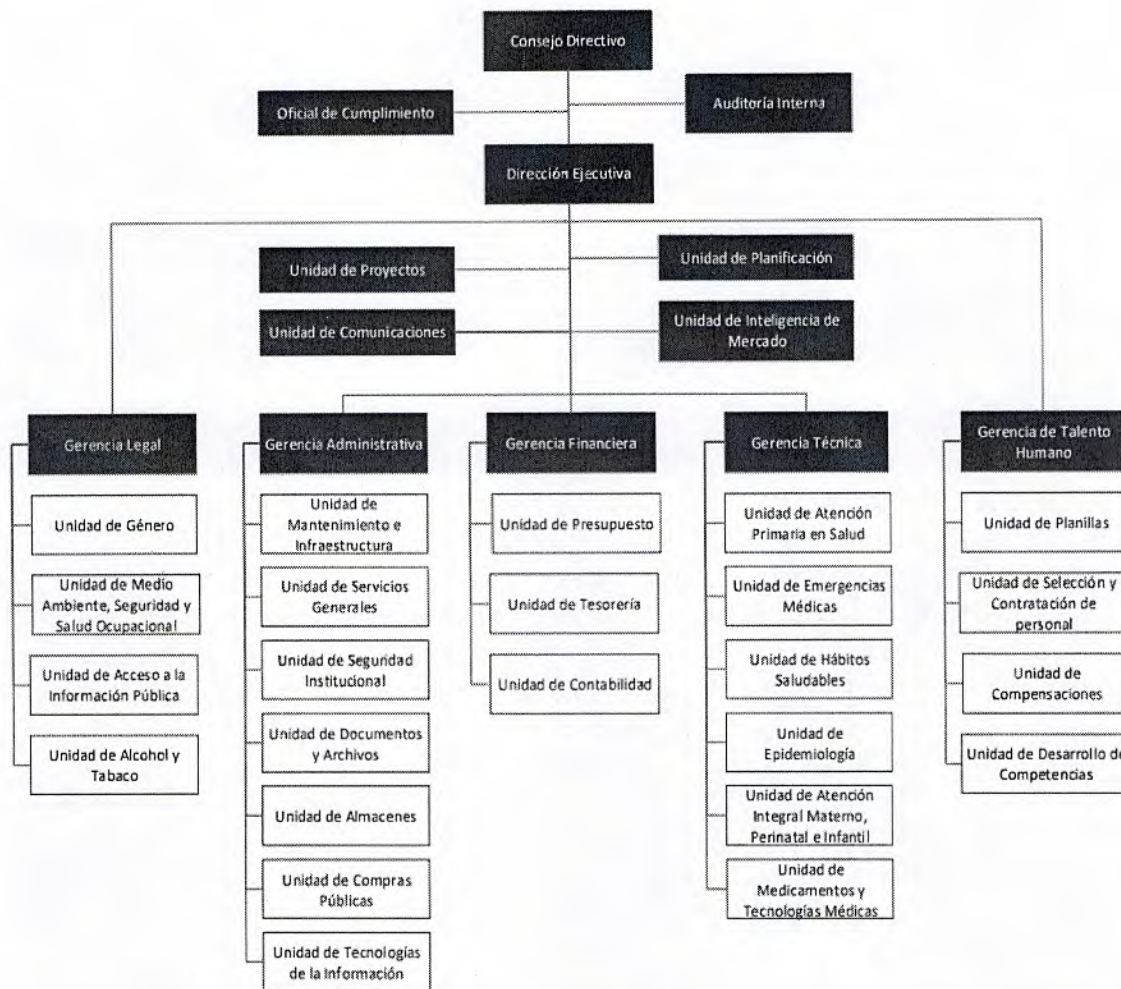 Consejo Directivo
Oficial de Cumplimiento
Auditoría Interna
Dirección Ejecutiva
Unidad de Proyectos
Unidad de Planificación
Unidad de Comunicaciones
Unidad de Inteligencia de
Mercado
Gerencia Legal
Unidad de Género
Unidad de Medio
Ambiente, Seguridad y
Salud Ocupacional
Unidad de Acceso a la
Información Pública
Unidad de Alcohol y
Tabaco
Gerencia Administrativa
Unidad de
Mantenimiento e
Infraestructura
Unidad de Servicios
Generales
Unidad de Seguridad
Institucional
Unidad de Documentos
y Archivos
Unidad de Almacenes
Unidad de Compras
Públicas
Unidad de Tecnologías
de la Información
Gerencia Financiera
Unidad de Presupuesto
Unidad de Tesorería
Unidad de Contabilidad
Gerencia Técnica
Unidad de Atención
Primaria en Salud
Unidad de Emergencias
Médicas
Unidad de Hábitos
Saludables
Unidad de
Epidemiología
Unidad de Atención
Integral Materno,
Perinatal e Infantil
Unidad de
Medicamentos y
Tecnologías Médicas
Gerencia de Talento
Humano
Unidad de Planillas
Unidad de Selección y
Contratación de
personal
Unidad de
Compensaciones
Unidad de Desarrollo de
Competencias